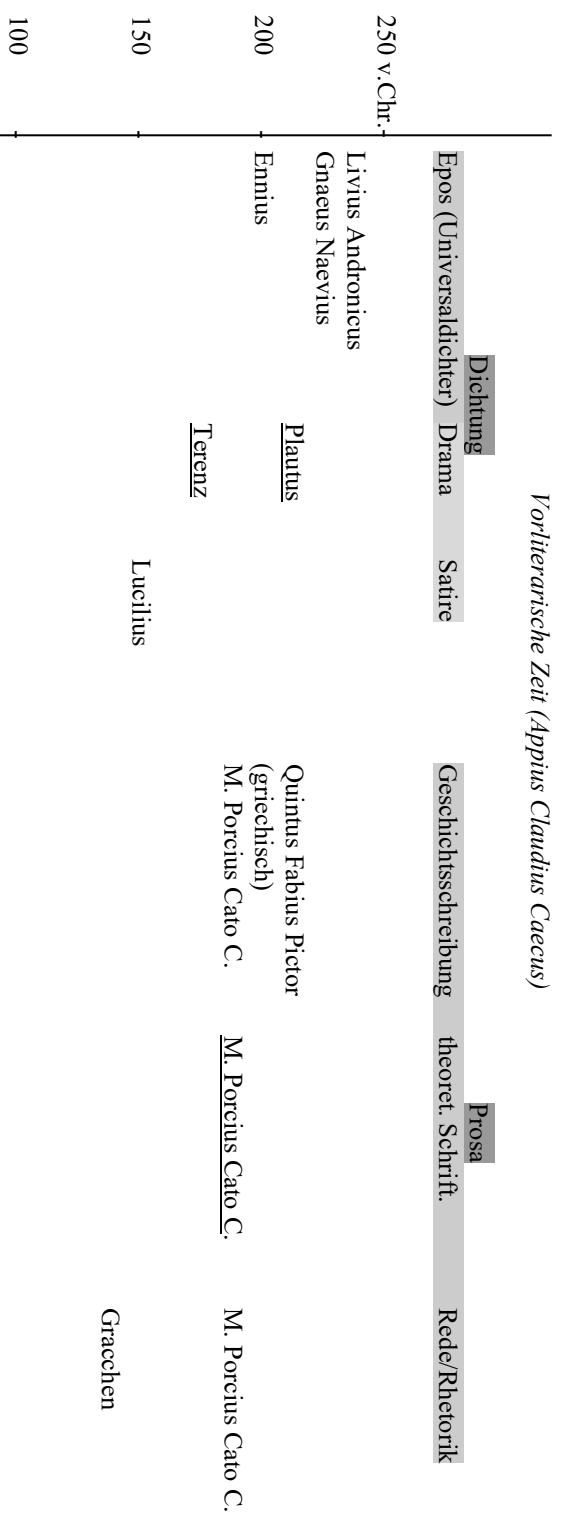 Vorliterarische Zeit (Appius Claudius Caecus)
Dichtung Prosa
Epos (Universaldichter) Drama Satire Geschichtsschreibung theoret. Schrift. Rede/Rhetorik
250 v.Chr.
Livius Andronicus
Gnaeus Naevius
Plautus Quintus Fabius Pictor
200 Ennius (griechisch)
M. Porcius Cato C. M. Porcius Cato C. M. Porcius Cato C.
Terenz
150 Lucilius
Gracchen
100